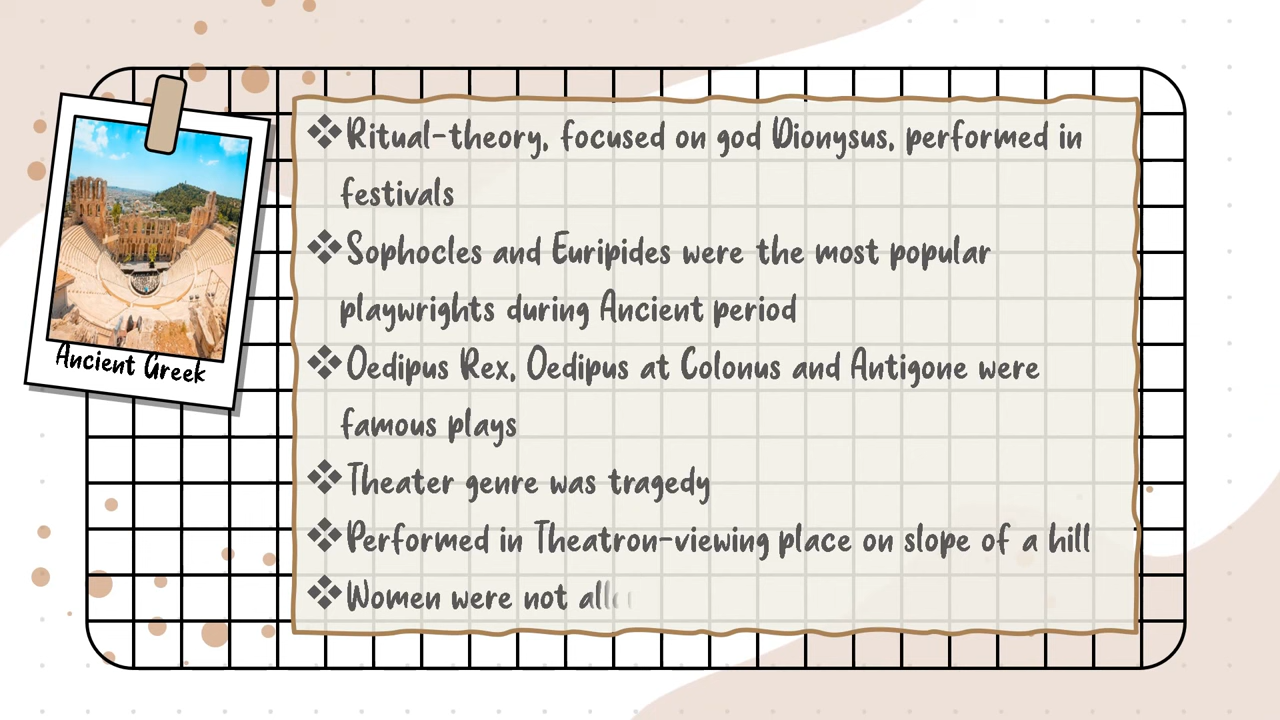 Ancient Greek
❖Ritual-theory, focused on god Dionysus, performed in
festivals
❖Sophocles and Euripides were the most popular
playwrights during Ancient period
❖Oedipus Rex, Oedipus at Colonus and Antigone were
famous plays
❖Theater genre was tragedy
❖Performed in Theatron-viewing place on slope of a hill
❖Women were not